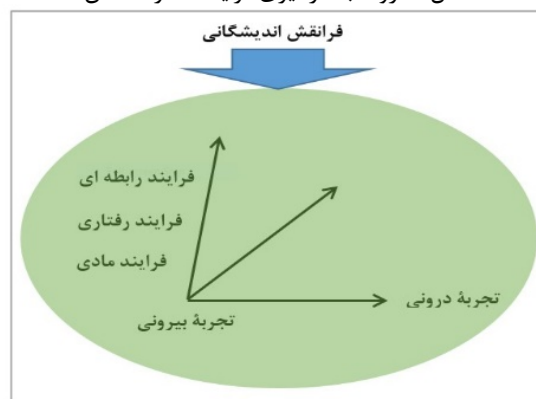 فرانقش اندیشگانی
فرایند رابطه ای
فرایند رفتاری
فرایند مادی
تجربهٔ درونی
تجربهٔ بیرونی